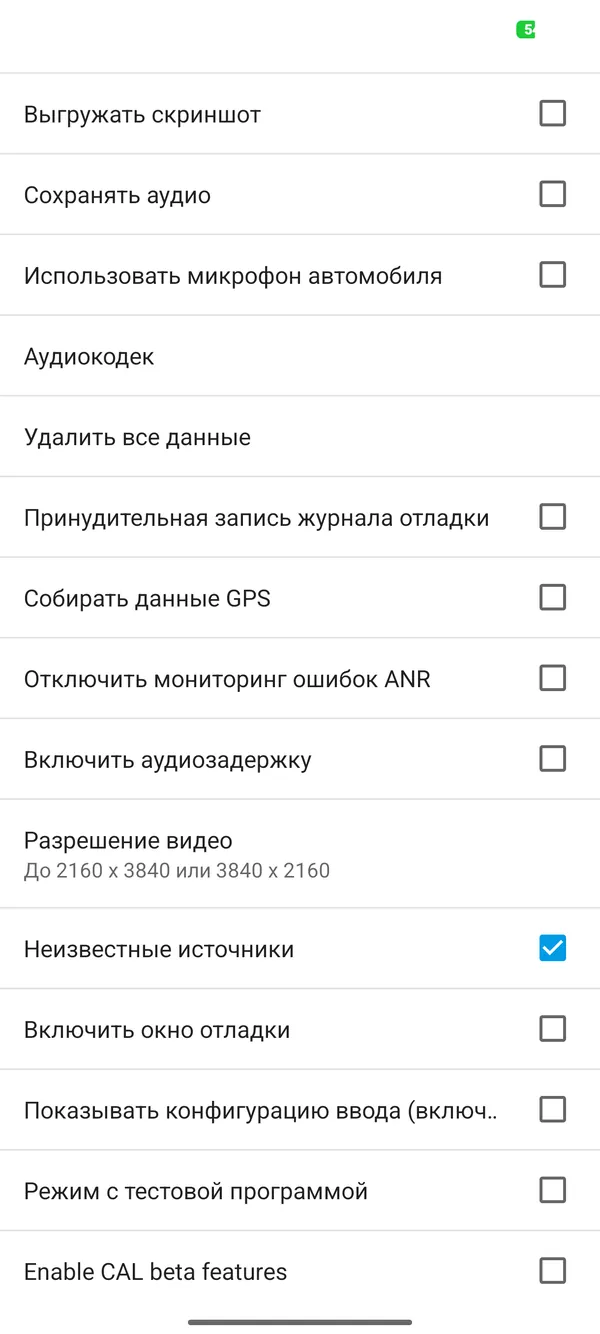 Выгружать скриншот
Сохранять аудио
Использовать микрофон автомобиля
Аудиокодек
Удалить все данные
Принудительная запись журнала отладки
Собирать данные GPS
Отключить мониторинг ошибок ANR
Включить аудиозадержку
Разрешение видео
До 2160 x 3840 или 3840 x 2160
Неизвестные источники
Включить окно отладки
Показывать конфигурацию ввода (включ..
Режим с тестовой программой
Enable CAL beta features